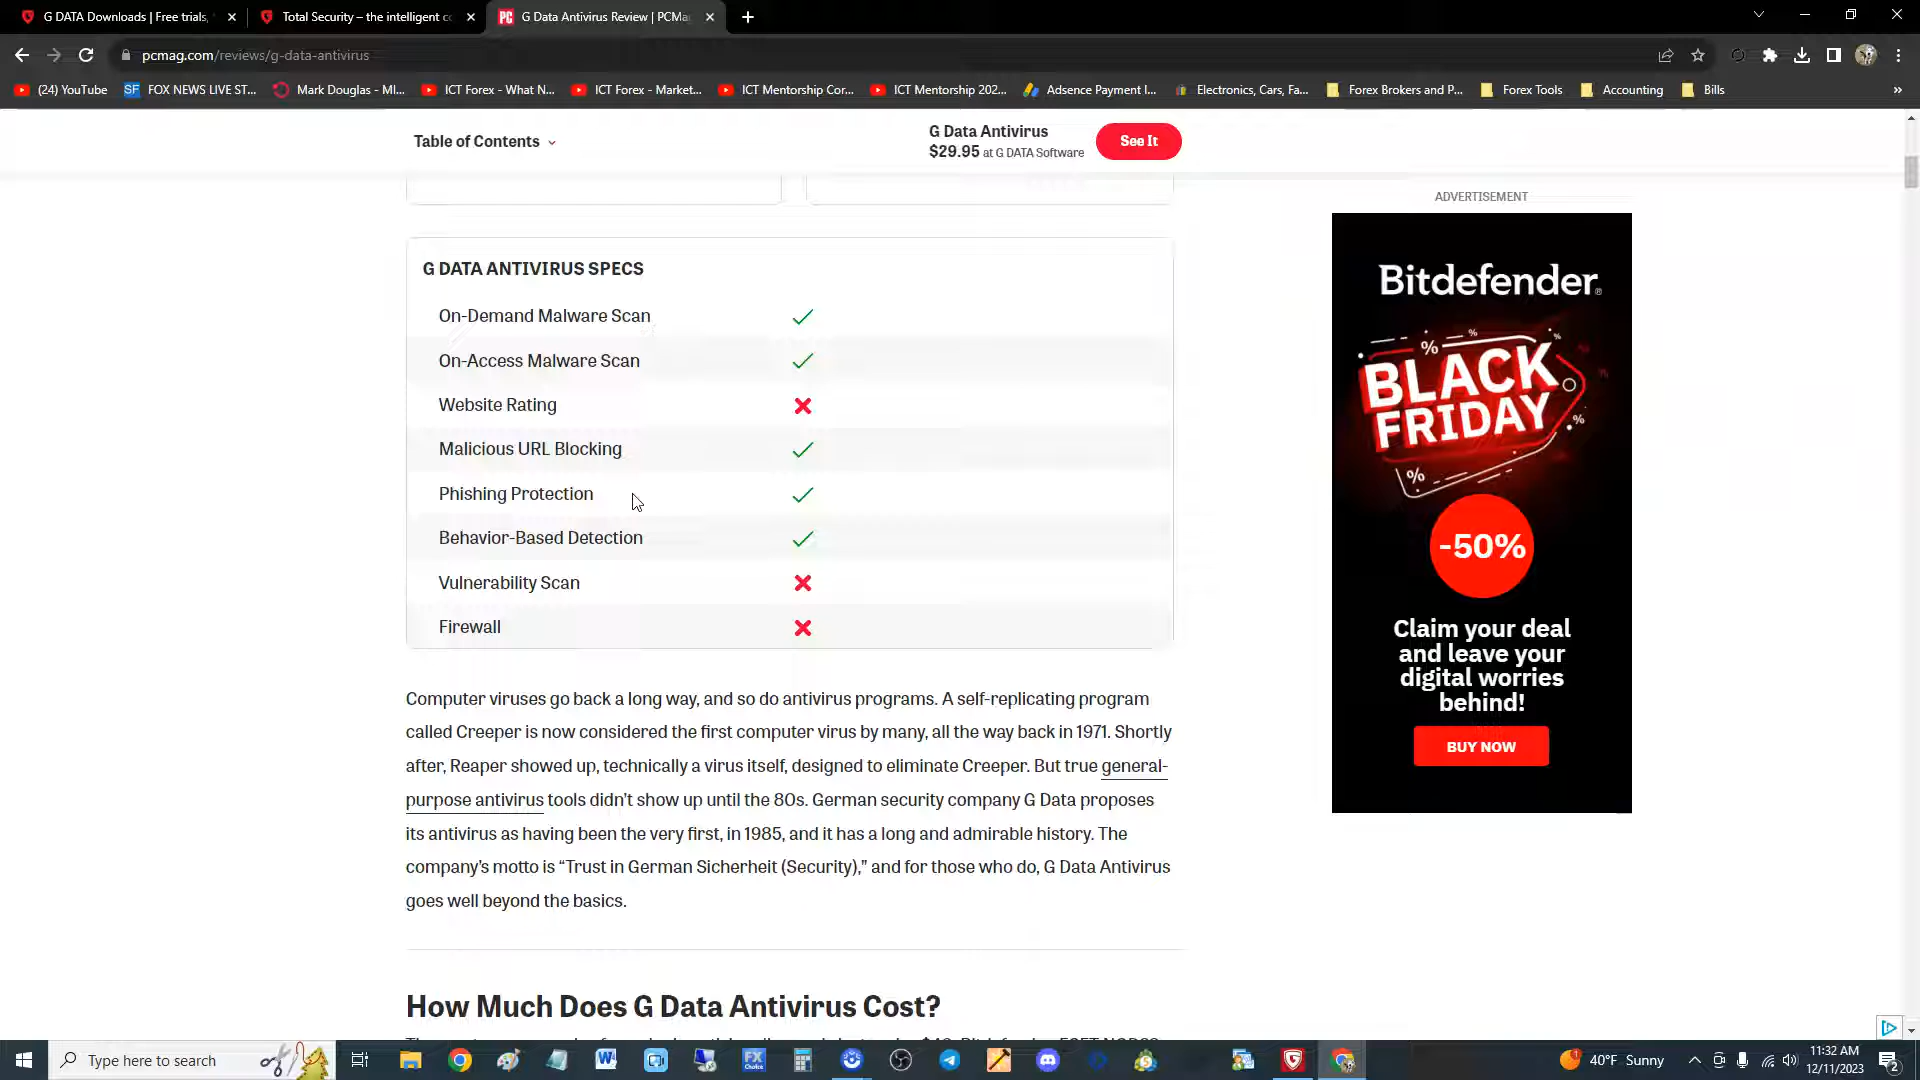 G DATA Downloads | Free trials,
Total Security – the intelligent co
G Data Antivirus Review | PCMa
pcmag.com/reviews/g-data-antivirus
(24) YouTube
FOX NEWS LIVE ST...
Mark Douglas - MI...
ICT Forex - What N...
ICT Forex - Market...
ICT Mentorship Cor...
ICT Mentorship 202...
Adsence Payment I...
Electronics, Cars, Fa...
Forex Brokers and P...
Forex Tools
Accounting
Bills
»
Table of Contents
G Data Antivirus
$29.95 at G DATA Software
See It
ADVERTISEMENT
G DATA ANTIVIRUS SPECS
On-Demand Malware Scan
On-Access Malware Scan
Website Rating
Malicious URL Blocking
Phishing Protection
Behavior-Based Detection
Vulnerability Scan
Firewall
Bitdefender®
BLACK
FRIDAY
-50%
Claim your deal
and leave your
digital worries
behind!
BUY NOW
Computer viruses go back a long way, and so do antivirus programs. A self-replicating program
called Creeper is now considered the first computer virus by many, all the way back in 1971. Shortly
after, Reaper showed up, technically a virus itself, designed to eliminate Creeper. But true general-
purpose antivirus tools didn't show up until the 80s. German security company G Data proposes
its antivirus as having been the very first, in 1985, and it has a long and admirable history. The
company's motto is “Trust in German Sicherheit (Security),” and for those who do, G Data Antivirus
goes well beyond the basics.
How Much Does G Data Antivirus Cost?
Type here to search
40°F Sunny
11:32 AM
12/11/2023